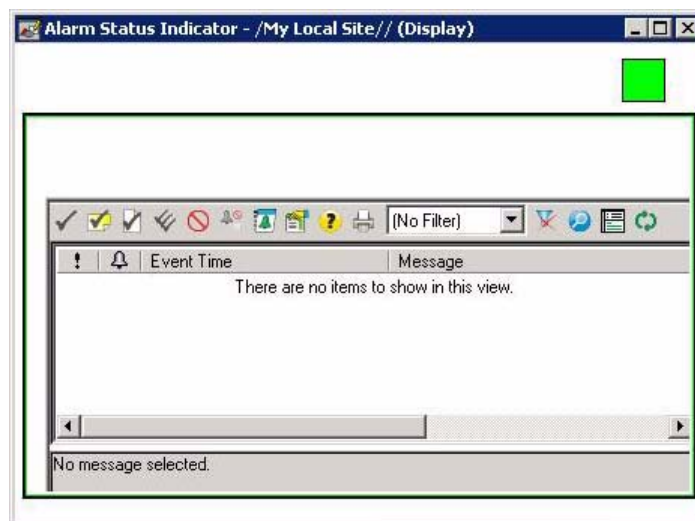 Alarm Status Indicator - /My Local Site// (Display)
(No Filter)
! Event Time Message
There are no items to show in this view.
No message selected.